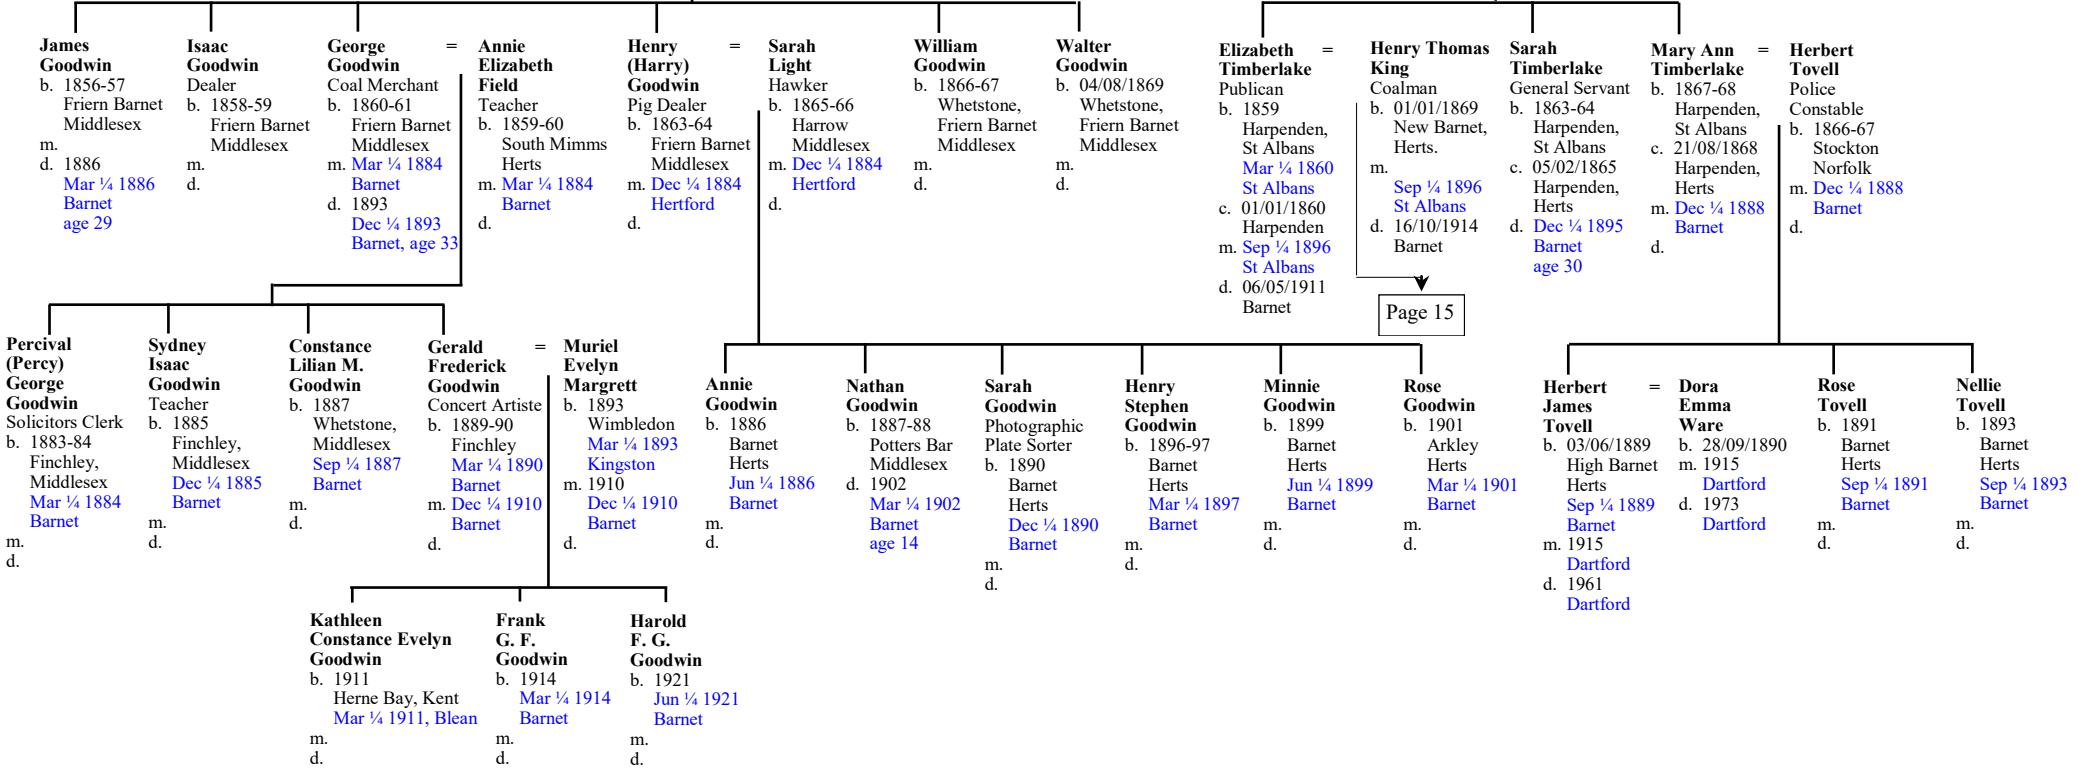 James
Goodwin
b. 1856-57
Friern Barnet
Middlesex
m.
d. 1886
Mar ¼ 1886
Barnet
age 29
Isaac
Goodwin
Dealer
b. 1858-59
Friern Barnet
Middlesex
m.
d.
George =
Goodwin
Coal Merchant
b. 1860-61
Friern Barnet
Middlesex
m. Mar ¼ 1884
Barnet
d. 1893
Dec ¼ 1893
Barnet, age 33
Annie
Elizabeth
Field
Teacher
b. 1859-60
South Mimms
Herts
m. Mar ¼ 1884
Barnet
d.
Henry =
(Harry)
Goodwin
Pig Dealer
b. 1863-64
Friern Barnet
Middlesex
m. Dec ¼ 1884
Hertford
d.
Sarah
Light
Hawker
b. 1865-66
Harrow
Middlesex
m. Dec ¼ 1884
Hertford
d.
William
Goodwin
b. 1866-67
Whetstone,
Friern Barnet
Middlesex
m.
d.
Walter
Goodwin
b. 04/08/1869
Whetstone,
Friern Barnet
Middlesex
m.
d.
Elizabeth =
Timberlake
Publican
b. 1859
Harpenden,
St Albans
Mar ¼ 1860
St Albans
c. 01/01/1860
Harpenden
m. Sep ¼ 1896
St Albans
d. 06/05/1911
Barnet
Henry Thomas
King
Coalman
b. 01/01/1869
New Barnet,
Herts.
m.
Sep ¼ 1896
St Albans
d. 16/10/1914
Barnet
Page 15
Sarah
Timberlake
General Servant
b. 1863-64
Harpenden,
St Albans
c. 05/02/1865
Harpenden,
Herts
d. Dec ¼ 1895
Barnet
age 30
Mary Ann =
Timberlake
b. 1867-68
Harpenden,
St Albans
c. 21/08/1868
Harpenden,
Herts
m. Dec ¼ 1888
Barnet
d.
Herbert
Tovell
Police
Constable
b. 1866-67
Stockton
Norfolk
m. Dec ¼ 1888
Barnet
d.
Percival
(Percy)
George
Goodwin
Solicitors Clerk
b. 1883-84
Finchley,
Middlesex
Mar ¼ 1884
Barnet
m.
d.
Sydney
Isaac
Goodwin
Teacher
b. 1885
Finchley,
Middlesex
Dec ¼ 1885
Barnet
m.
d.
Constance
Lilian M.
Goodwin
b. 1887
Whetstone,
Middlesex
Sep ¼ 1887
Barnet
m.
d.
Gerald =
Frederick
Goodwin
Concert Artiste
b. 1889-90
Finchley
Mar ¼ 1890
Barnet
m. Dec ¼ 1910
Barnet
d.
Muriel
Evelyn
Margrett
b. 1893
Wimbledon
Mar ¼ 1893
Kingston
m. 1910
Dec ¼ 1910
Barnet
d.
Annie
Goodwin
b. 1886
Barnet
Herts
Jun ¼ 1886
Barnet
m.
d.
Nathan
Goodwin
b. 1887-88
Potters Bar
Middlesex
d. 1902
Mar ¼ 1902
Barnet
age 14
Sarah
Goodwin
Photographic
Plate Sorter
b. 1890
Barnet
Herts
Dec ¼ 1890
Barnet
m.
d.
Henry
Stephen
Goodwin
b. 1896-97
Barnet
Herts
Mar ¼ 1897
Barnet
m.
d.
Minnie
Goodwin
b. 1899
Barnet
Herts
Jun ¼ 1899
Barnet
m.
d.
Rose
Goodwin
b. 1901
Arkley
Herts
Mar ¼ 1901
Barnet
m.
d.
Herbert =
James
Tovell
b. 03/06/1889
High Barnet
Herts
Sep ¼ 1889
Barnet
m. 1915
Dartford
d. 1961
Dartford
Dora
Emma
Ware
b. 28/09/1890
m. 1915
Dartford
d. 1973
Dartford
Rose
Tovell
b. 1891
Barnet
Herts
Sep ¼ 1891
Barnet
m.
d.
Nellie
Tovell
b. 1893
Barnet
Herts
Sep ¼ 1893
Barnet
m.
d.
Kathleen
Constance Evelyn
Goodwin
b. 1911
Herne Bay, Kent
Mar ¼ 1911, Blean
m.
d.
Frank
G. F.
Goodwin
b. 1914
Mar ¼ 1914
Barnet
m.
d.
Harold
F. G.
Goodwin
b. 1921
Jun ¼ 1921
Barnet
m.
d.